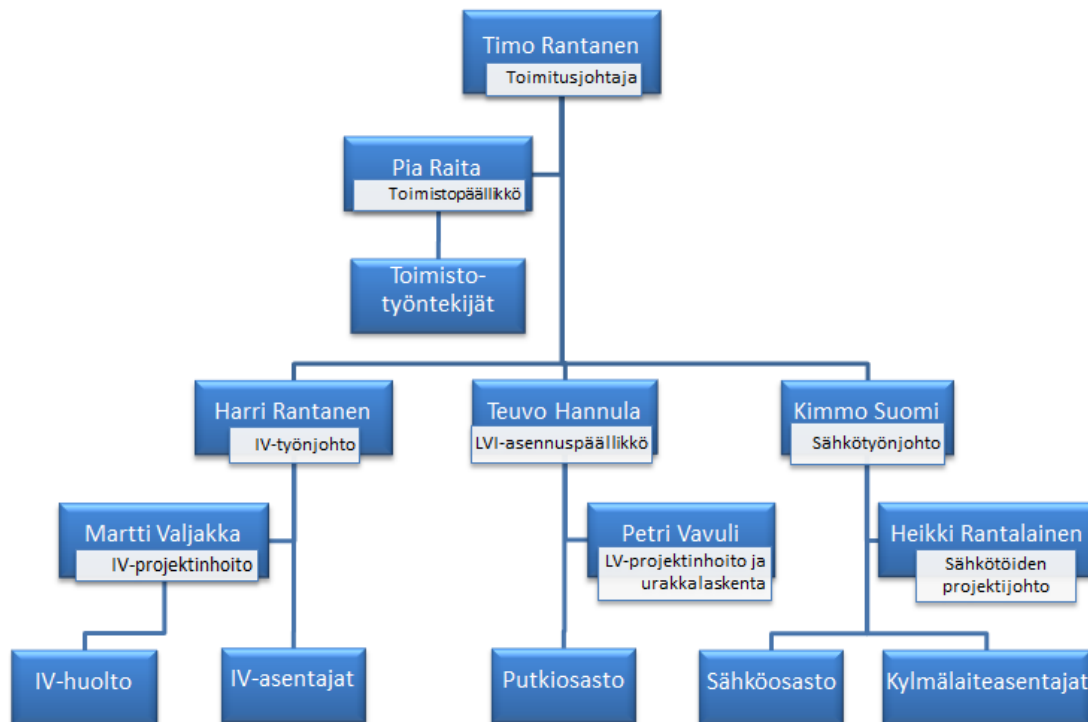 Timo Rantanen
Toimitusjohtaja
Pia Raita
Toimistopäällikkö
Toimisto-
työntekijät
Harri Rantanen
IV-työnjohto
Teuvo Hannula
LVI-asennuspäällikkö
Kimmo Suomi
Sähkötyönjohto
Martti Valjakka
IV-projektinhoito
Petri Vavuli
LV-projektinhoito ja
urakkalaskenta
Heikki Rantalainen
Sähkötöiden
projektijohto
IV-huolto
IV-asentajat
Putkiosasto
Sähköosasto
Kylmälaiteasentajat